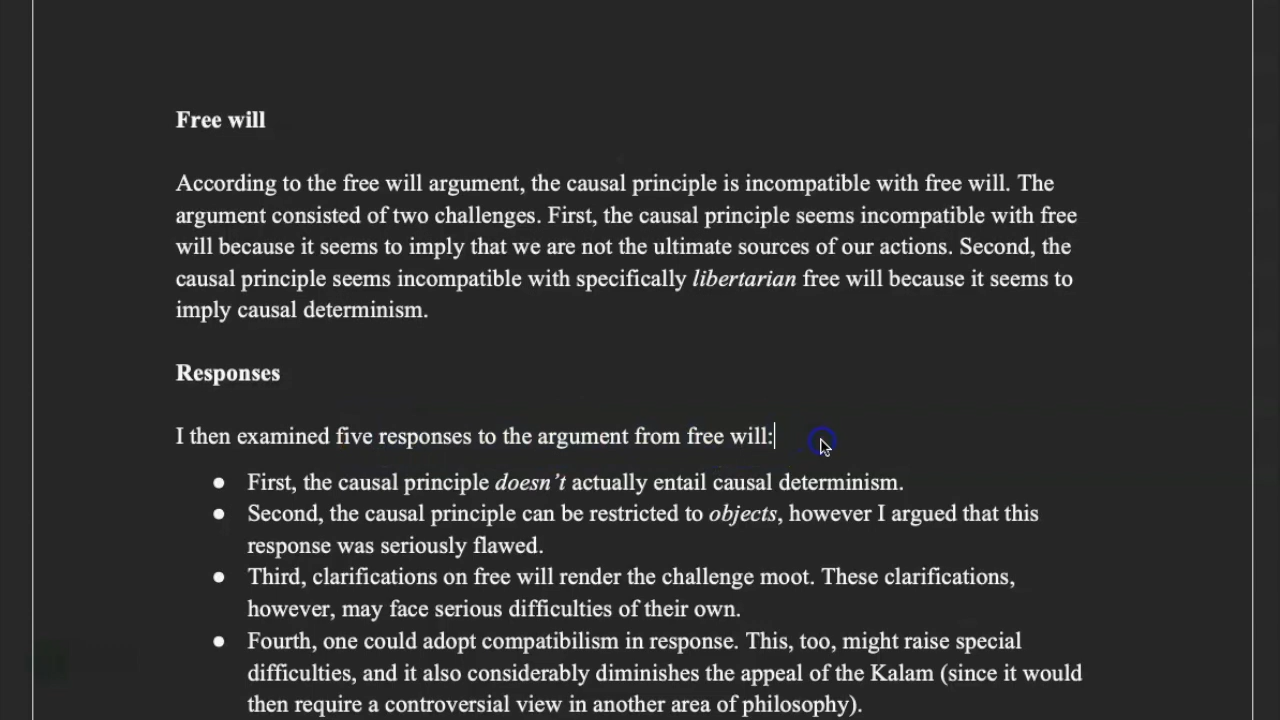 Free will
According to the free will argument, the causal principle is incompatible with free will. The
argument consisted of two challenges. First, the causal principle seems incompatible with free
will because it seems to imply that we are not the ultimate sources of our actions. Second, the
causal principle seems incompatible with specifically libertarian free will because it seems to
imply causal determinism.
Responses
I then examined five responses to the argument from free will:
● First, the causal principle doesn’t actually entail causal determinism.
● Second, the causal principle can be restricted to objects, however I argued that this
response was seriously flawed.
● Third, clarifications on free will render the challenge moot. These clarifications,
however, may face serious difficulties of their own.
● Fourth, one could adopt compatibilism in response. This, too, might raise special
difficulties, and it also considerably diminishes the appeal of the Kalam (since it would
then require a controversial view in another area of philosophy).